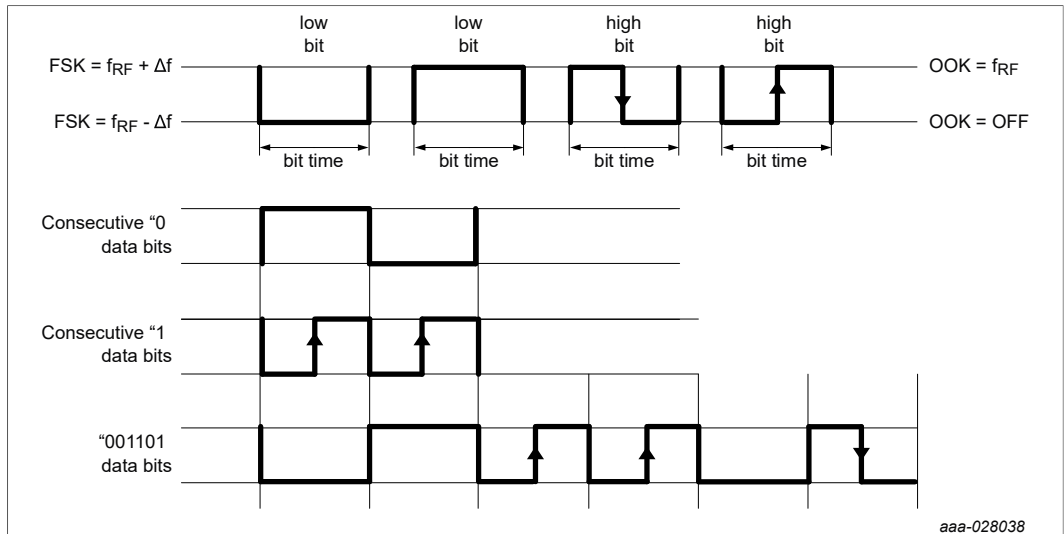 low
bit
low
bit
high
bit
high
bit
FSK = fRF + Δf
OOK = fRF
FSK = fRF - Δf
OOK = OFF
bit time
bit time
bit time
bit time
Consecutive “0
data bits
Consecutive “1
data bits
“001101
data bits
aaa-028038